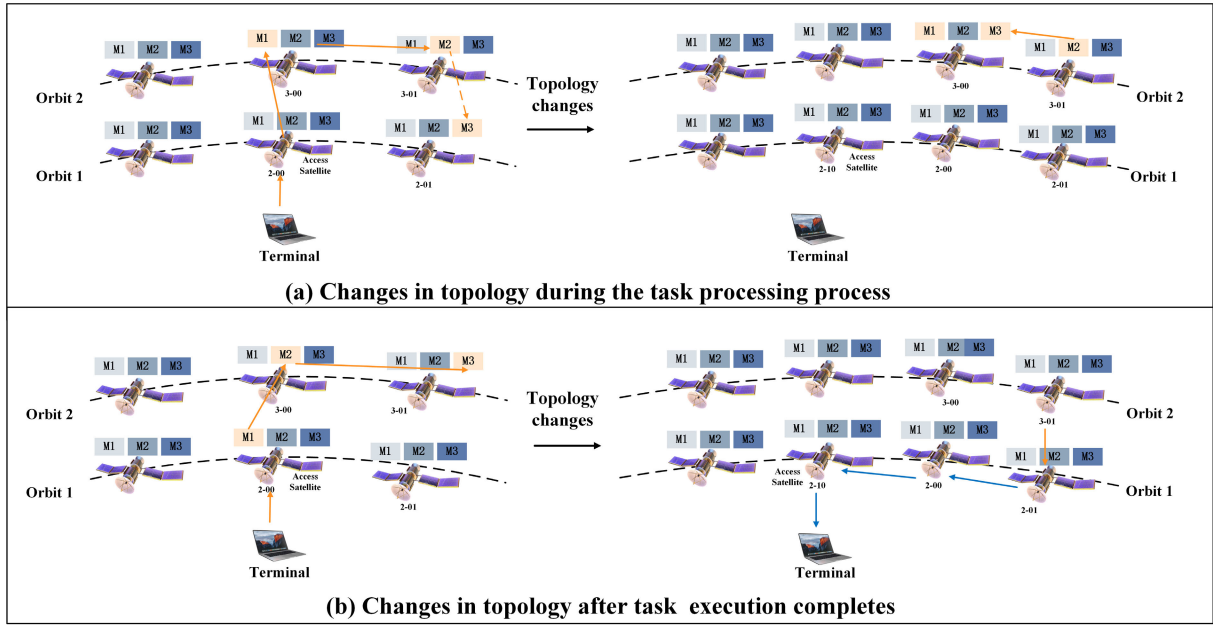 M1 M2 M3 M1 M2 M3 M1 M2 M3
3-00 3-01
Orbit 2
M1 M2 M3 M1 M2 M3 M1 M2 M3
Access
Satellite
2-00 2-01
Orbit 1
Terminal
Topology
changes
M1 M2 M3 M1 M2 M3 M1 M2 M3 M1 M2 M3
3-00 3-01
Orbit 2
M1 M2 M3 M1 M2 M3 M1 M2 M3 M1 M2 M3
Access
Satellite
2-10 2-00 2-01
Orbit 1
Terminal
(a) Changes in topology during the task processing process
M1 M2 M3 M1 M2 M3 M1 M2 M3
3-00 3-01
Orbit 2
M1 M2 M3 M1 M2 M3 M1 M2 M3
Access
Satellite
2-00 2-01
Orbit 1
Terminal
Topology
changes
M1 M2 M3 M1 M2 M3 M1 M2 M3 M1 M2 M3
3-00 3-01
Orbit 2
M1 M2 M3 M1 M2 M3 M1 M2 M3 M1 M2 M3
Access
Satellite
2-10 2-00 2-01
Orbit 1
Terminal
(b) Changes in topology after task execution completes